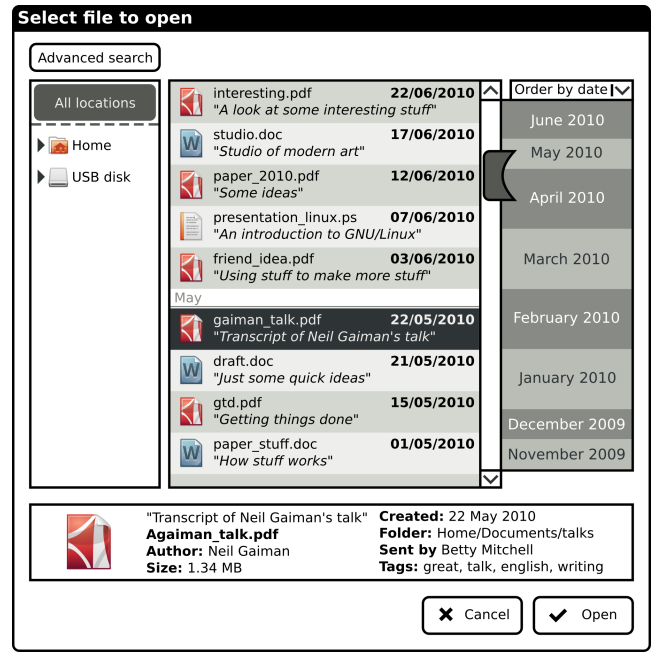 Select file to open
Advanced search
All locations
Home
USB disk
interesting.pdf 22/06/2010
"A look at some interesting stuff"
studio.doc 17/06/2010
"Studio of modern art"
paper_2010.pdf 12/06/2010
"Some ideas"
presentation_linux.ps 07/06/2010
"An introduction to GNU/Linux"
friend_idea.pdf 03/06/2010
"Using stuff to make more stuff"
May
gaiman_talk.pdf 22/05/2010
"Transcript of Neil Gaiman's talk"
draft.doc 21/05/2010
"Just some quick ideas"
gtd.pdf 15/05/2010
"Getting things done"
paper_stuff.doc 01/05/2010
"How stuff works"
Order by date
June 2010
May 2010
April 2010
March 2010
February 2010
January 2010
December 2009
November 2009
"Transcript of Neil Gaiman's talk"
Agaiman_talk.pdf
Author: Neil Gaiman
Size: 1.34 MB
Created: 22 May 2010
Folder: Home/Documents/talks
Sent by Betty Mitchell
Tags: great, talk, english, writing
Cancel
Open